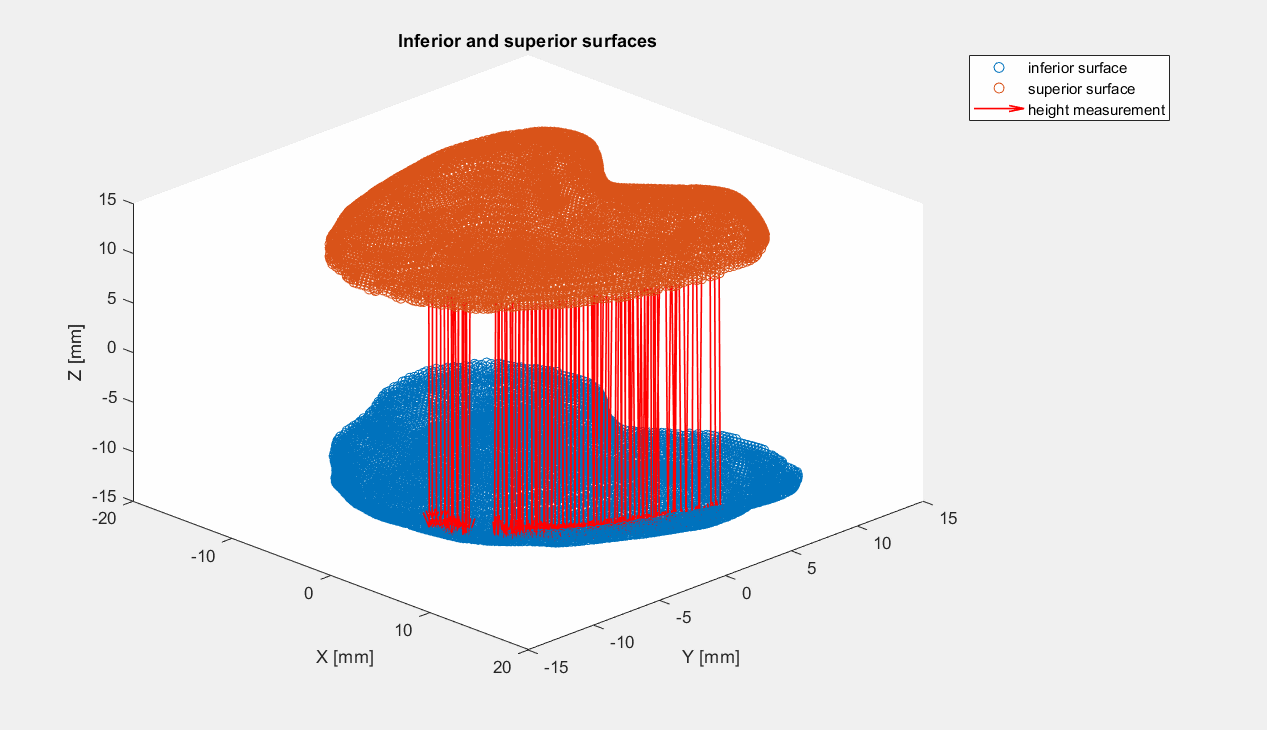 Inferior and superior surfaces
inferior surface
superior surface
height measurement
15
10
5
0
-5
-10
-15
Z [mm]
-20
-10
0
10
20
X [mm]
-15
-10
-5
0
5
10
15
Y [mm]